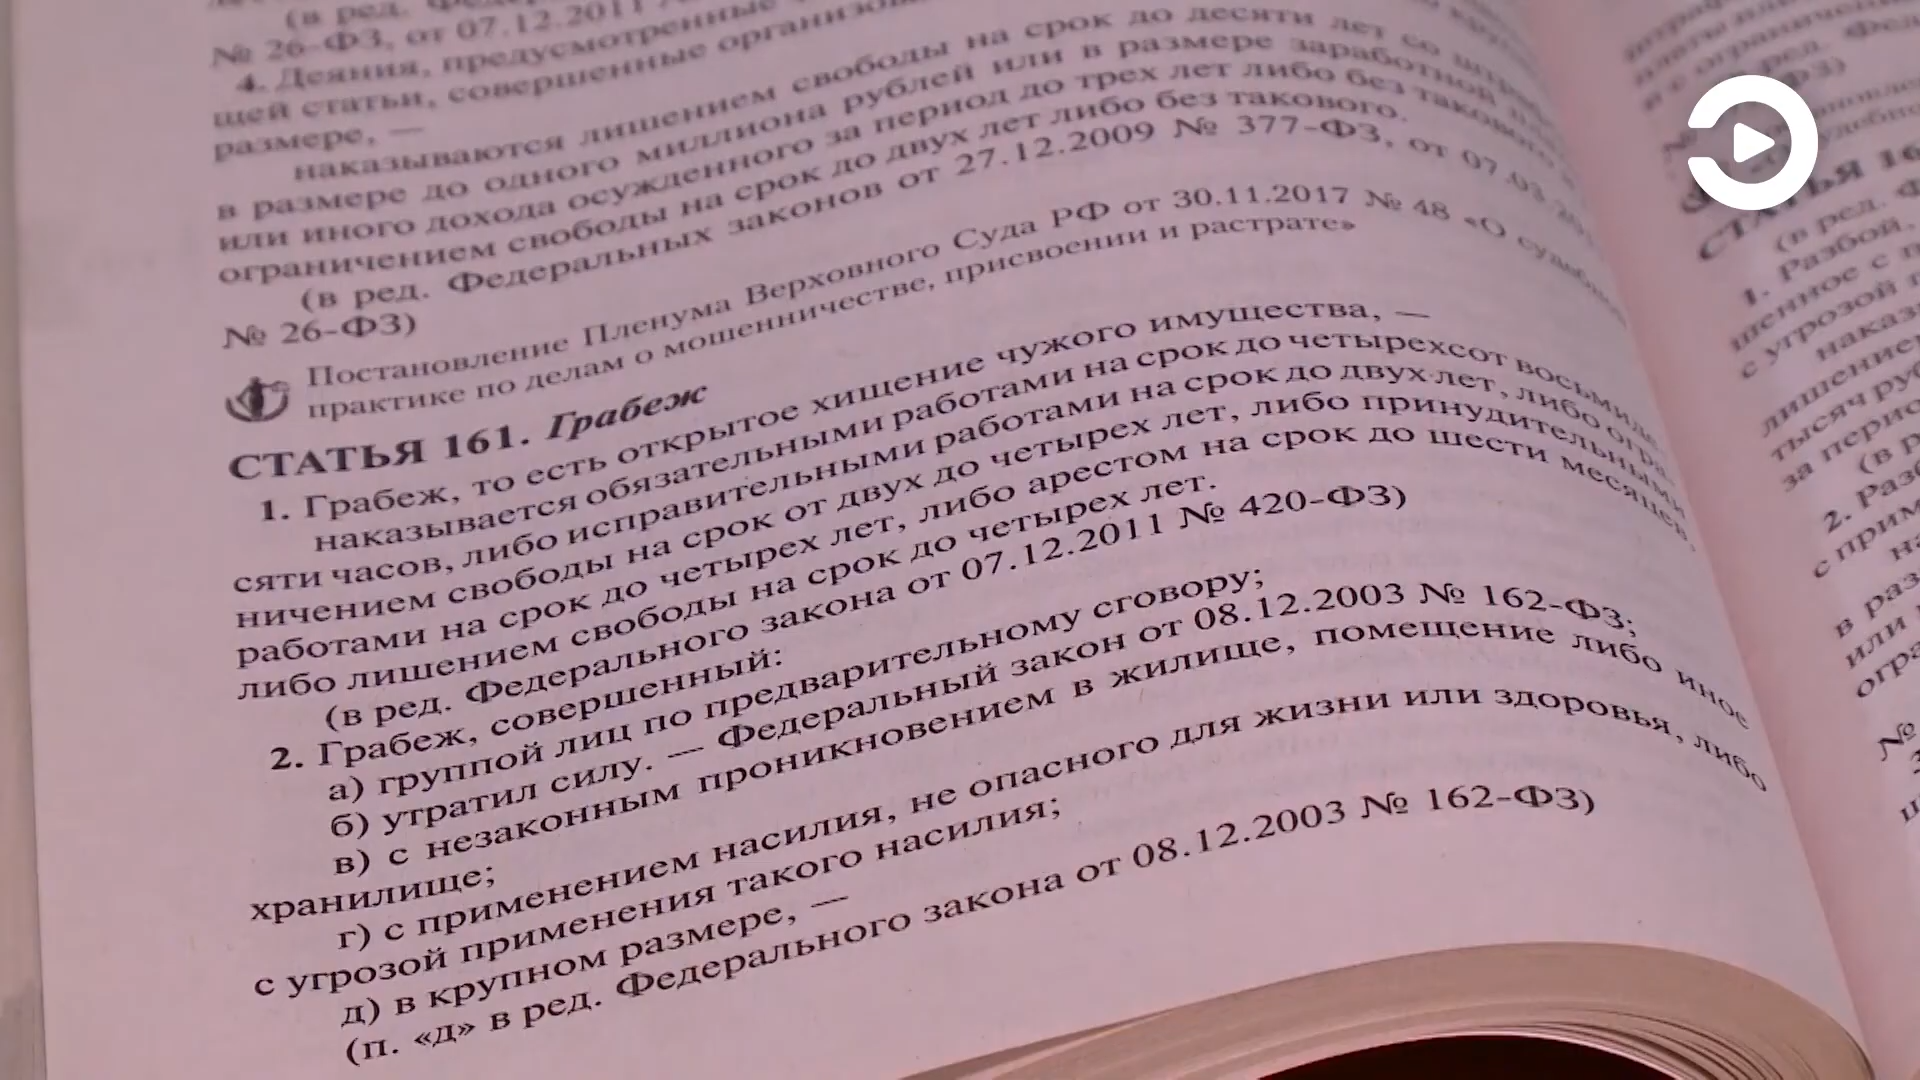 № 26-ФЗ, от 07.12.2011
4. Деяния, предусмотренные
щей статьи, совершенные
размере, —
наказываются лишением свободы на срок до десяти лет со
в размере до одного миллиона рублей или в размере заработной
или иного дохода осужденного за период до трех лет либо без такового
ограничением свободы на срок до двух лет либо без такового.
(в ред. Федеральных законов от 27.12.2009 № 377-ФЗ, от 07.03.
№ 26-ФЗ)
Постановление Пленума Верховного Суда РФ от 30.11.2017 № 48 «О судебной
практике по делам о мошенничестве, присвоении и растрате»
СТАТЬЯ 161. Грабеж
1. Грабеж, то есть открытое хищение чужого имущества, —
наказывается обязательными работами на срок до четырехсот восьмиде-
сяти часов, либо исправительными работами на срок до двух лет, либо огра-
ничением свободы на срок от двух до четырех лет, либо принудительными
работами на срок до четырех лет, либо арестом на срок до шести месяцев,
либо лишением свободы на срок до четырех лет.
(в ред. Федерального закона от 07.12.2011 № 420-ФЗ)
2. Грабеж, совершенный:
а) группой лиц по предварительному сговору;
б) утратил силу. — Федеральный закон от 08.12.2003 № 162-ФЗ;
в) с незаконным проникновением в жилище, помещение либо иное
хранилище;
г) с применением насилия, не опасного для жизни или здоровья, либо
с угрозой применения такого насилия;
д) в крупном размере, —
(п. «д» в ред. Федерального закона от 08.12.2003 № 162-ФЗ)
СТАТЬЯ 16
(в ред.
1. Разбой,
с угрозой
за перио
(в р
2. Раз
с прим
на
в раз
или
огра
№